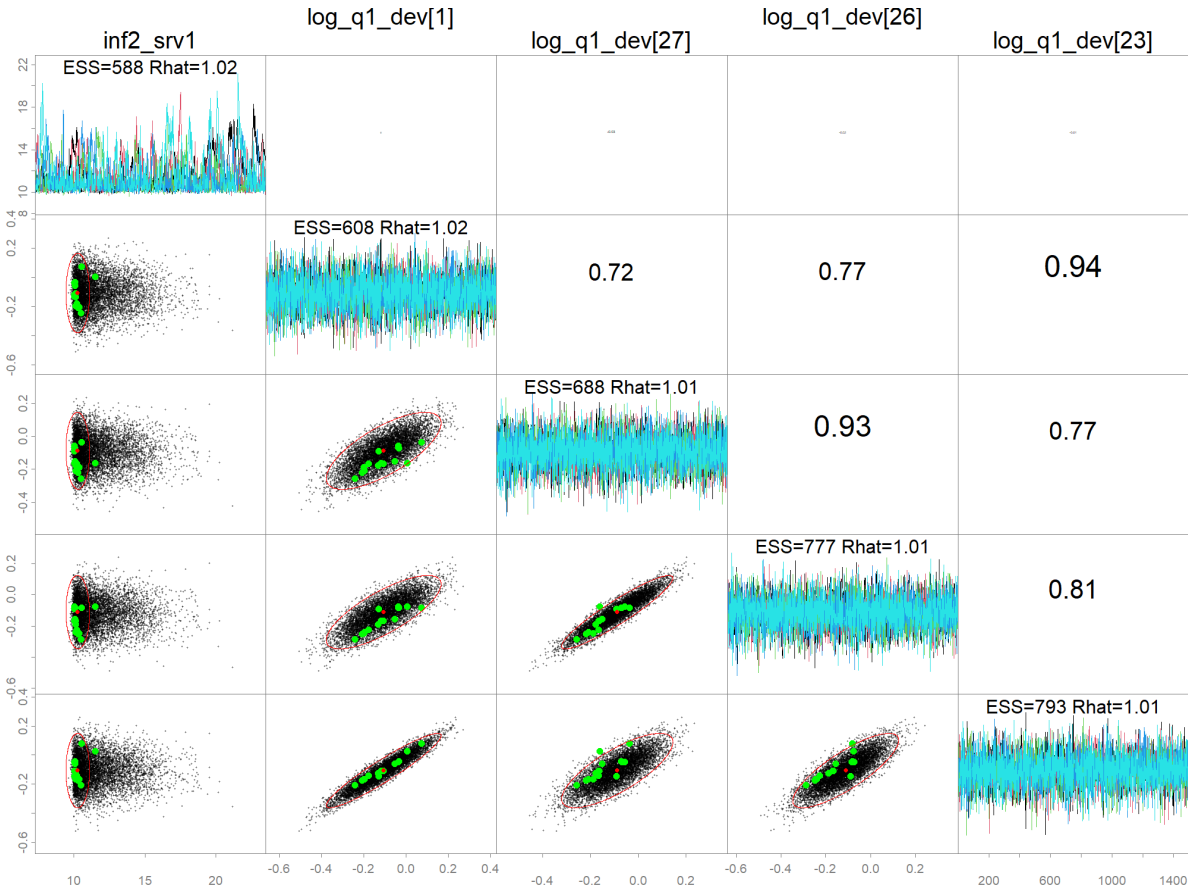 inf2_srv1
log_q1_dev[1]
log_q1_dev[27]
log_q1_dev[26]
log_q1_dev[23]
22
18
14
10
ESS=588 Rhat=1.02
0.4 8
0.2
-0.2
-0.6
ESS=608 Rhat=1.02
0.72
0.77
0.94
0.2
0.0
-0.2
-0.4
ESS=688 Rhat=1.01
0.93
0.77
0.2
0.0
-0.2
-0.6
ESS=777 Rhat=1.01
0.81
0.4
0.2
-0.2
-0.6
ESS=793 Rhat=1.01
10 15 20
-0.6 -0.4 -0.2 0.0 0.2 0.4
-0.4 -0.2 0.0 0.2
-0.6 -0.4 -0.2 0.0 0.2
200 600 1000 1400